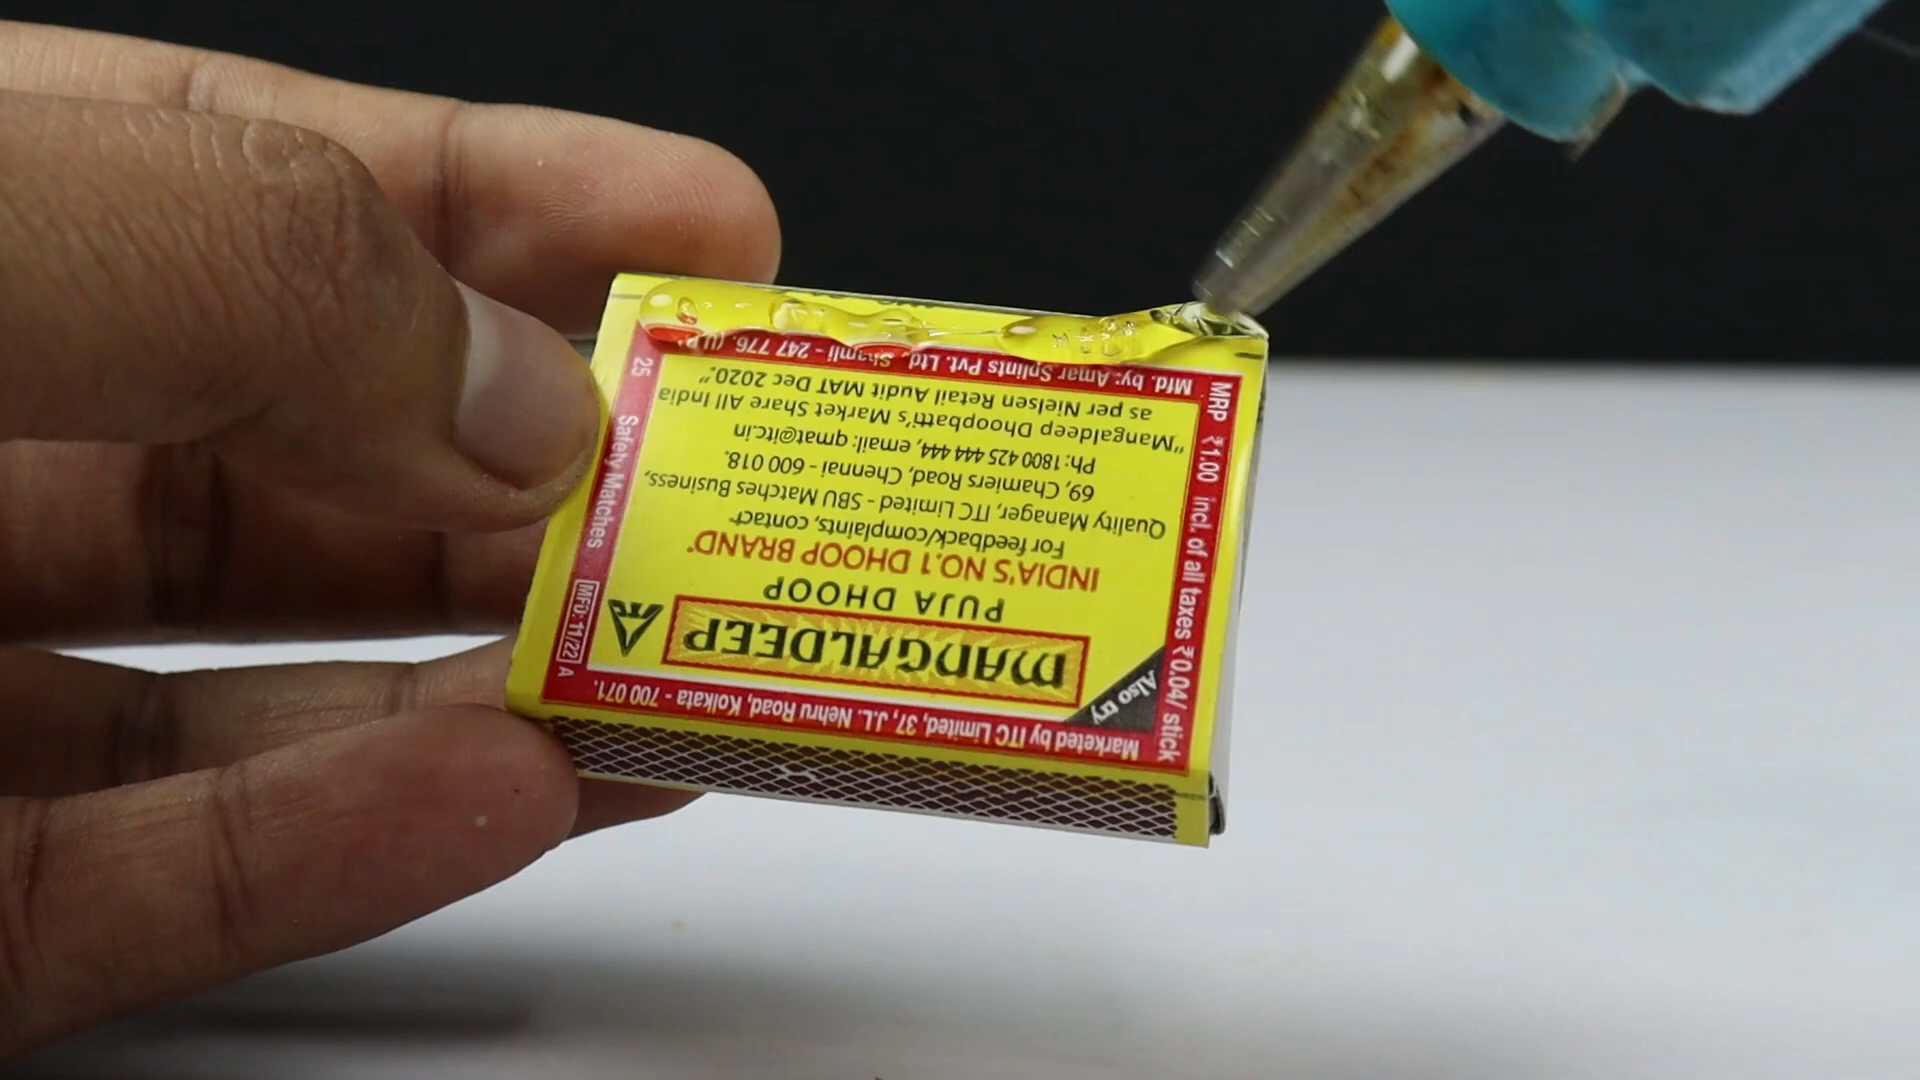 Marketed by ITC Limited, 37, J.L. Nehru Road, Kolkata - 700 071.
Also try
MANGALDEEP
PUJA DHOOP
INDIA'S NO.1 DHOOP BRAND*
For feedback/complaints, contact-
Quality Manager, ITC Limited - SBU Matches Business,
69, Chamiers Road, Chennai - 600 018.
Ph: 1800 425 444 444, email: qmat@itc.in
"Mangaldeep Dhoopbatti's Market Share All India
as per Nielsen Retail Audit MAT Dec 2020."
Mfd. by: Amar Splints Pvt. Ltd. Shamli - 247 776. (U.P.
MRP ₹1.00 incl. of all taxes ₹0.04/ stick
25 Safety Matches MFD: 11/22 A